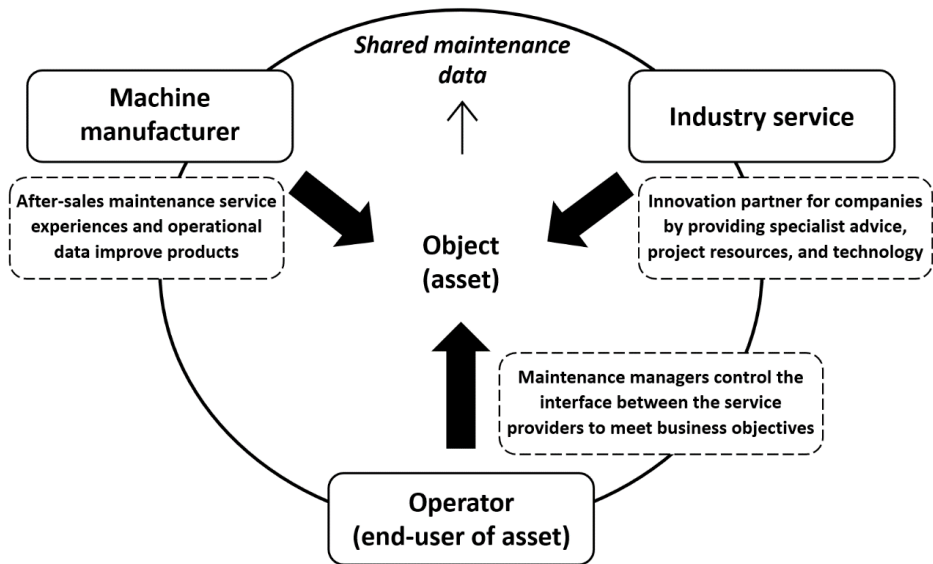 Shared maintenance
data
Machine
manufacturer
Industry service
After-sales maintenance service
experiences and operational
data improve products
Innovation partner for companies
by providing specialist advice,
project resources, and technology
Object
(asset)
Maintenance managers control the
interface between the service
providers to meet business objectives
Operator
(end-user of asset)